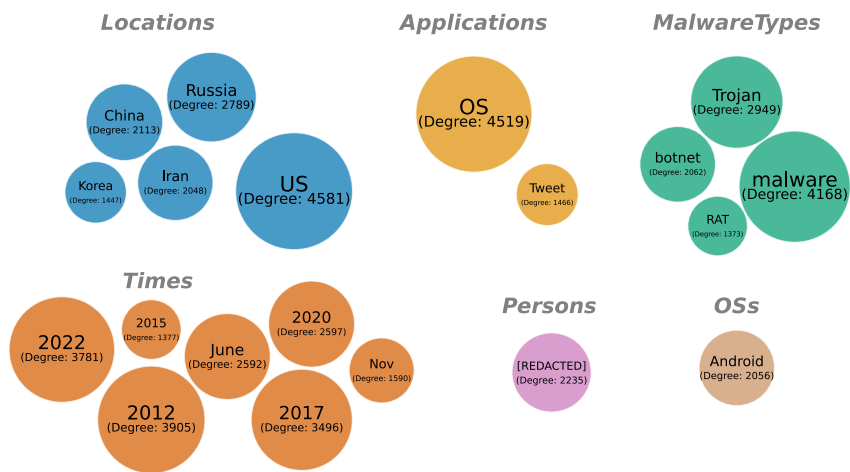 Locations
Russia
(Degree: 2789)
China
(Degree: 2113)
Korea
(Degree: 1447)
Iran
(Degree: 2048)
US
(Degree: 4581)
Applications
OS
(Degree: 4519)
Tweet
(Degree: 1466)
MalwareTypes
Trojan
(Degree: 2949)
botnet
(Degree: 2062)
malware
(Degree: 4168)
RAT
(Degree: 1373)
Times
2022
(Degree: 3781)
2015
(Degree: 1377)
June
(Degree: 2592)
2020
(Degree: 2597)
Nov
(Degree: 1590)
2012
(Degree: 3905)
2017
(Degree: 3496)
Persons
[REDACTED]
(Degree: 2235)
OSs
Android
(Degree: 2056)